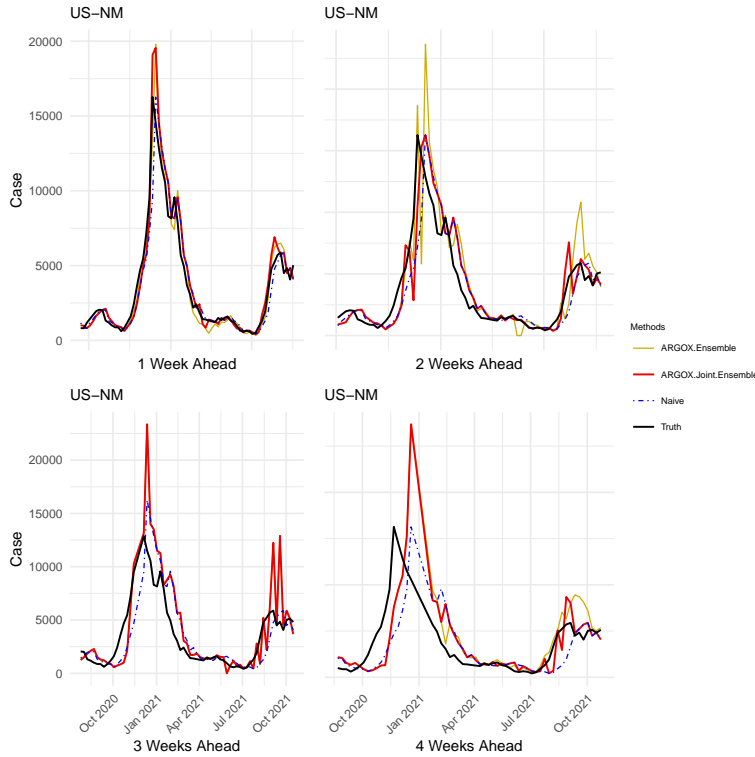 US−NM
US−NM
20000
15000
10000
5000
0
Case
1 Week Ahead
2 Weeks Ahead
Methods
ARGOX.Ensemble
ARGOX.Joint.Ensemble
Naive
Truth
US−NM
US−NM
20000
15000
10000
5000
0
Case
Oct 2020
Jan 2021
Apr 2021
Jul 2021
Oct 2021
Oct 2020
Jan 2021
Apr 2021
Jul 2021
Oct 2021
3 Weeks Ahead
4 Weeks Ahead